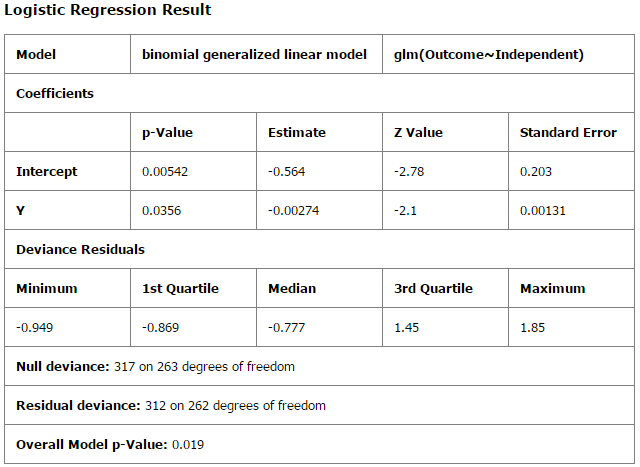 Logistic Regression Result
Model binomial generalized linear model glm(Outcome~Independent)
Coefficients
p-Value Estimate Z Value Standard Error
Intercept 0.00542 -0.564 -2.78 0.203
Y 0.0356 -0.00274 -2.1 0.00131
Deviance Residuals
Minimum 1st Quartile Median 3rd Quartile Maximum
-0.949 -0.869 -0.777 1.45 1.85
Null deviance: 317 on 263 degrees of freedom
Residual deviance: 312 on 262 degrees of freedom
Overall Model p-Value: 0.019